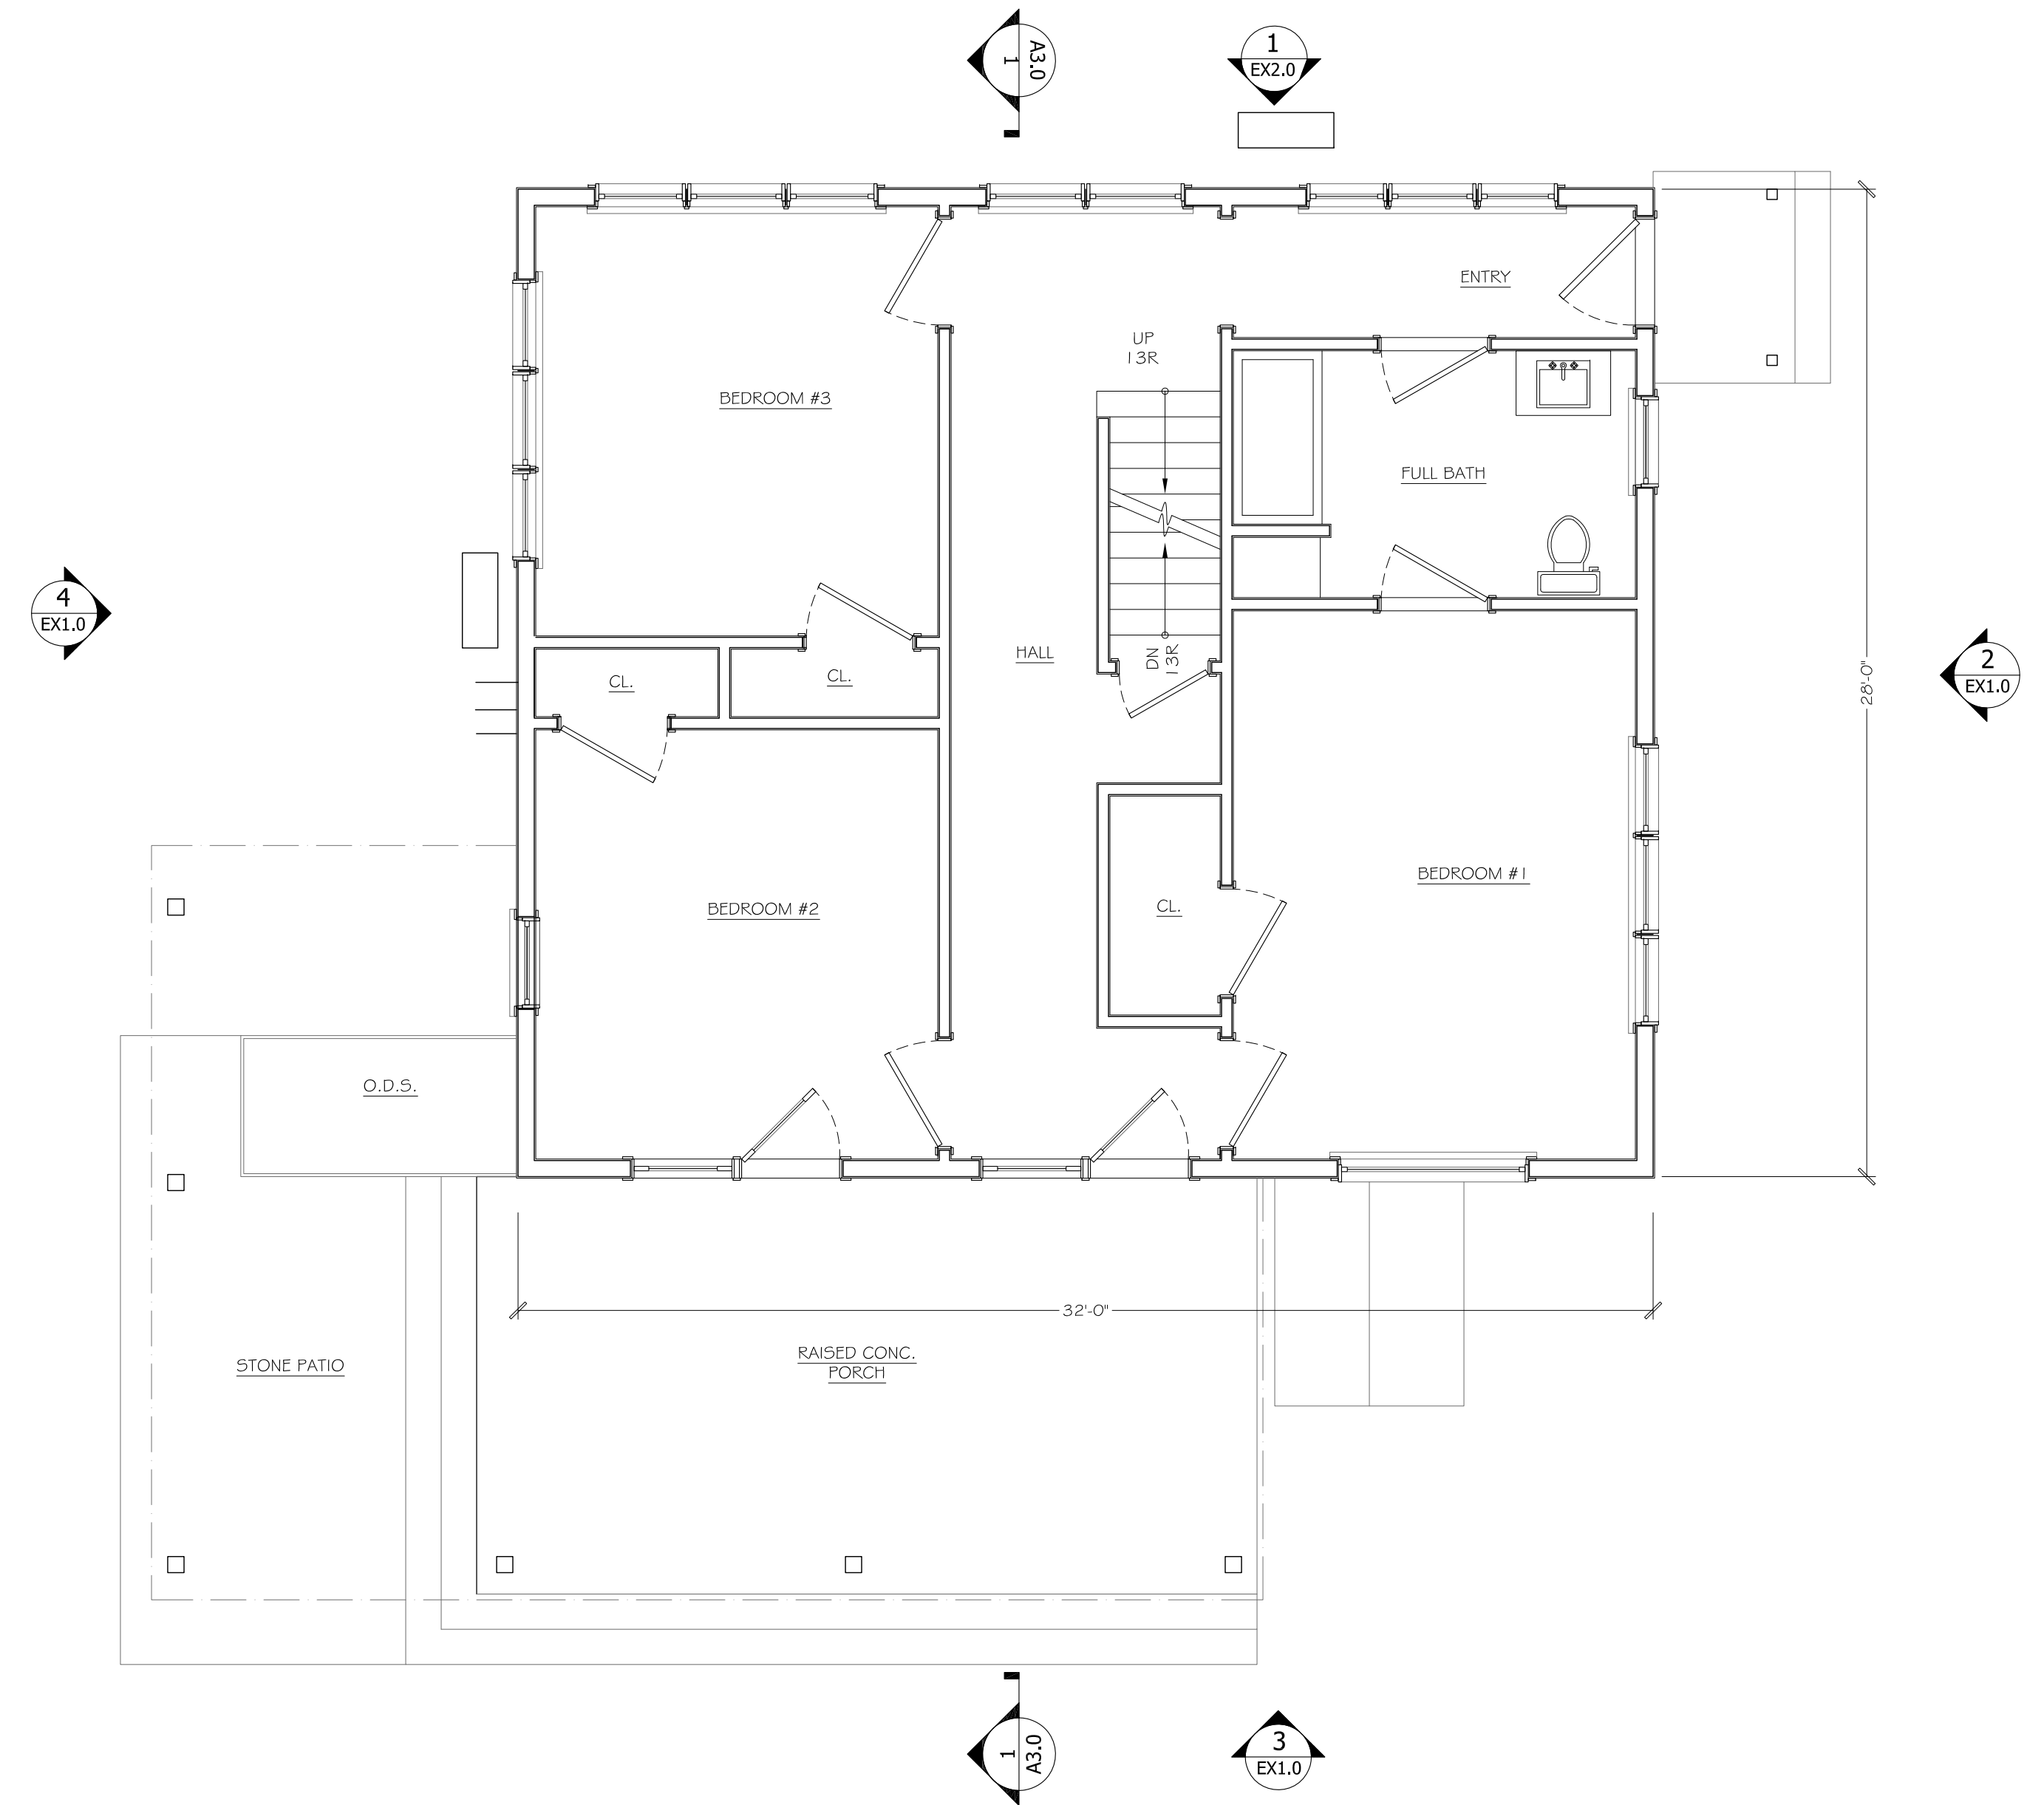 A3.0
1
1
EX2.0
ENTRY
UP
13R
BEDROOM #3
FULL BATH
4
EX1.0
HALL
DN
13R
2
EX1.0
28'-0"
CL.
CL.
BEDROOM #1
CL.
BEDROOM #2
O.D.S.
32'-0"
RAISED CONC.
PORCH
STONE PATIO
1
A3.0
3
EX1.0